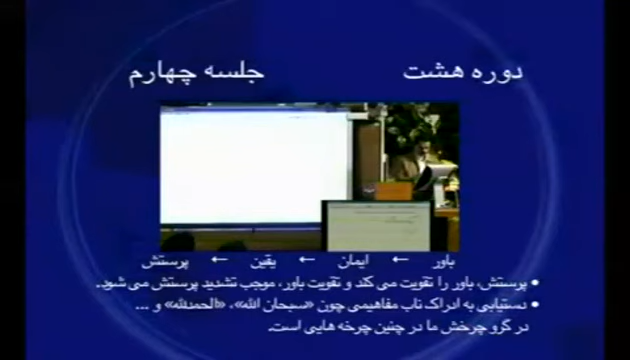 دوره هشت
جلسه چهارم
باور ← ایمان ← یقین ← پرستش
• پرستش، باور را تقویت می کند و تقویت باور، موجب تشدید پرستش می شود.
• دستیابی به ادراک ناب مفاهیمی چون «سبحان الله»، «الحمدلله» و ...
در گرو چرخش ما در چنین چرخه هایی است.